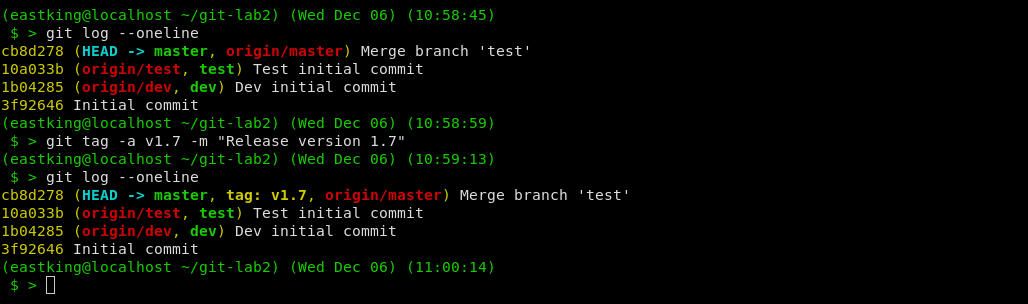 (eastking@localhost ~/git-lab2) (Wed Dec 06) (10:58:45)
$ > git log --oneline
cb8d278 (HEAD -> master, origin/master) Merge branch 'test'
10a033b (origin/test, test) Test initial commit
1b04285 (origin/dev, dev) Dev initial commit
3f92646 Initial commit
(eastking@localhost ~/git-lab2) (Wed Dec 06) (10:58:59)
$ > git tag -a v1.7 -m "Release version 1.7"
(eastking@localhost ~/git-lab2) (Wed Dec 06) (10:59:13)
$ > git log --oneline
cb8d278 (HEAD -> master, tag: v1.7, origin/master) Merge branch 'test'
10a033b (origin/test, test) Test initial commit
1b04285 (origin/dev, dev) Dev initial commit
3f92646 Initial commit
(eastking@localhost ~/git-lab2) (Wed Dec 06) (11:00:14)
$ >